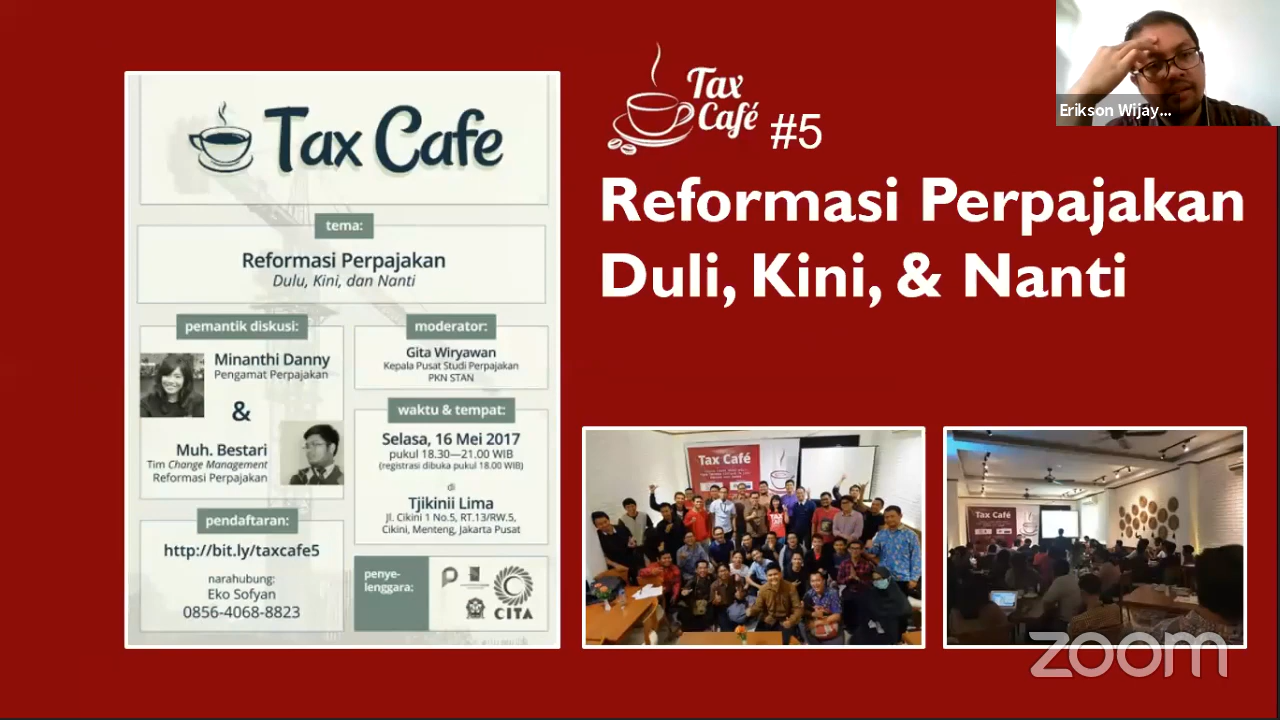 Tax Cafe
tema:
Reformasi Perpajakan
Dulu, Kini, dan Nanti
pemantik diskusi:
Minanthi Danny
Pengamat Perpajakan
&
Muh. Bestari
Tim Change Management
Reformasi Perpajakan
moderator:
Gita Wiryawan
Kepala Pusat Studi Perpajakan
PKN STAN
waktu & tempat:
Selasa, 16 Mei 2017
pukul 18.30—21.00 WIB
(registrasi dibuka pukul 18.00 WIB)
di
Tjikinii Lima
Jl. Cikini 1 No.5, RT.13/RW.5,
Cikini, Menteng, Jakarta Pusat
pendaftaran:
http://bit.ly/taxcafe5
narahubung:
Eko Sofyan
0856-4068-8823
penye-
lenggara:
CITA
Tax
Café #5
Reformasi Perpajakan
Duli, Kini, & Nanti
Erikson Wijay...
Tax Café
Tax Café
zoom